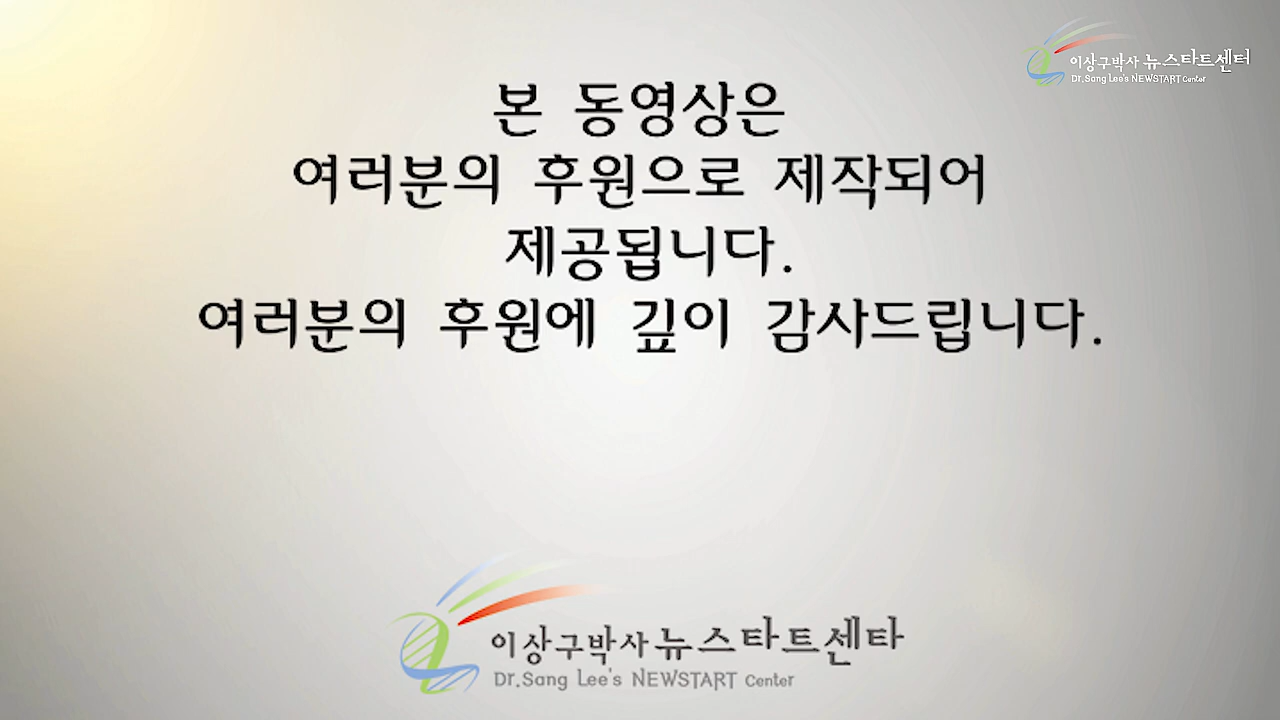 이상구박사 뉴스타트센터
Dr.Sang Lee's NEWSTART Center
본 동영상은
여러분의 후원으로 제작되어
제공됩니다.
여러분의 후원에 깊이 감사드립니다.
이상구박사 뉴스타트센타
Dr.Sang Lee's NEWSTART Center